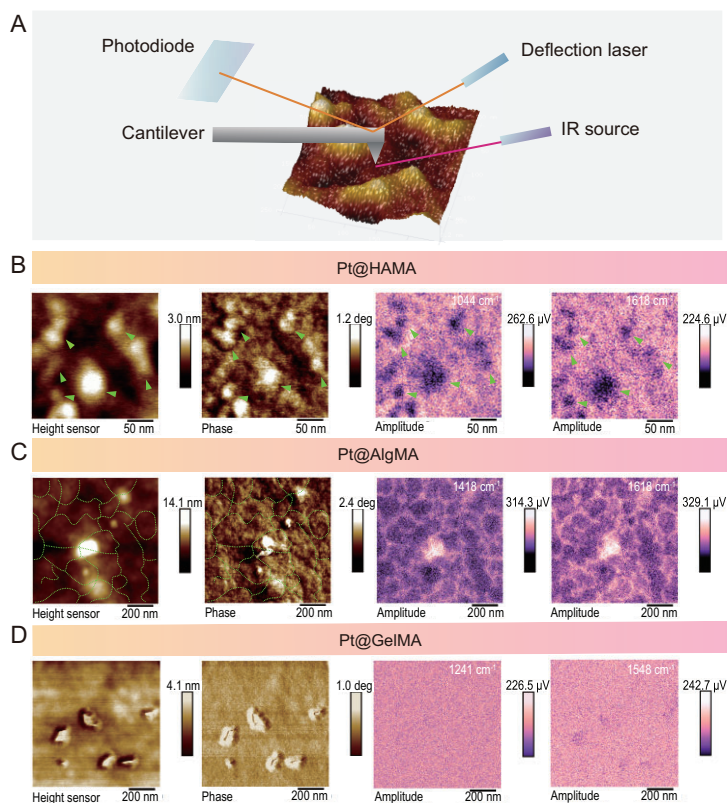 A
Photodiode
Deflection laser
Cantilever
IR source
B
Pt@HAMA
1044 cm⁻¹
1618 cm⁻¹
3.0 nm
1.2 deg
262.6 µV
224.6 µV
Height sensor
50 nm
Phase
50 nm
Amplitude
50 nm
Amplitude
50 nm
C
Pt@AlgMA
1418 cm⁻¹
1618 cm⁻¹
14.1 nm
2.4 deg
314.3 µV
329.1 µV
Height sensor
200 nm
Phase
200 nm
Amplitude
200 nm
Amplitude
200 nm
D
Pt@GelMA
1241 cm⁻¹
1548 cm⁻¹
4.1 nm
1.0 deg
226.5 µV
242.7 µV
Height sensor
200 nm
Phase
200 nm
Amplitude
200 nm
Amplitude
200 nm